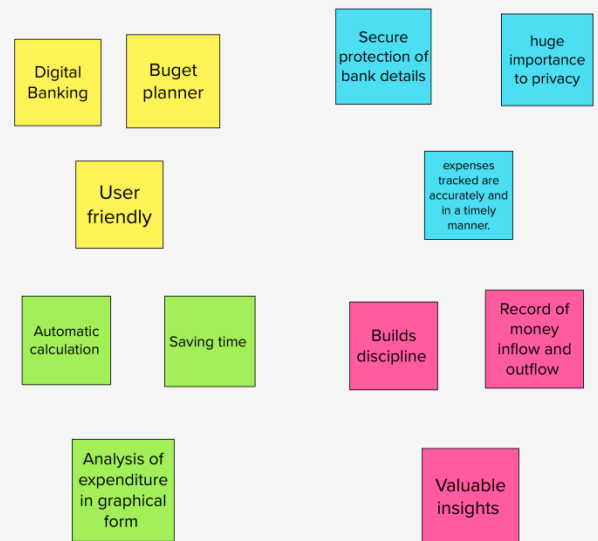 Digital
Banking
Buget
planner
User
friendly
Secure
protection of
bank details
huge
importance
to privacy
expenses
tracked are
accurately and
in a timely
manner.
Automatic
calculation
Saving time
Analysis of
expenditure
in graphical
form
Builds
discipline
Record of
money
inflow and
outflow
Valuable
insights